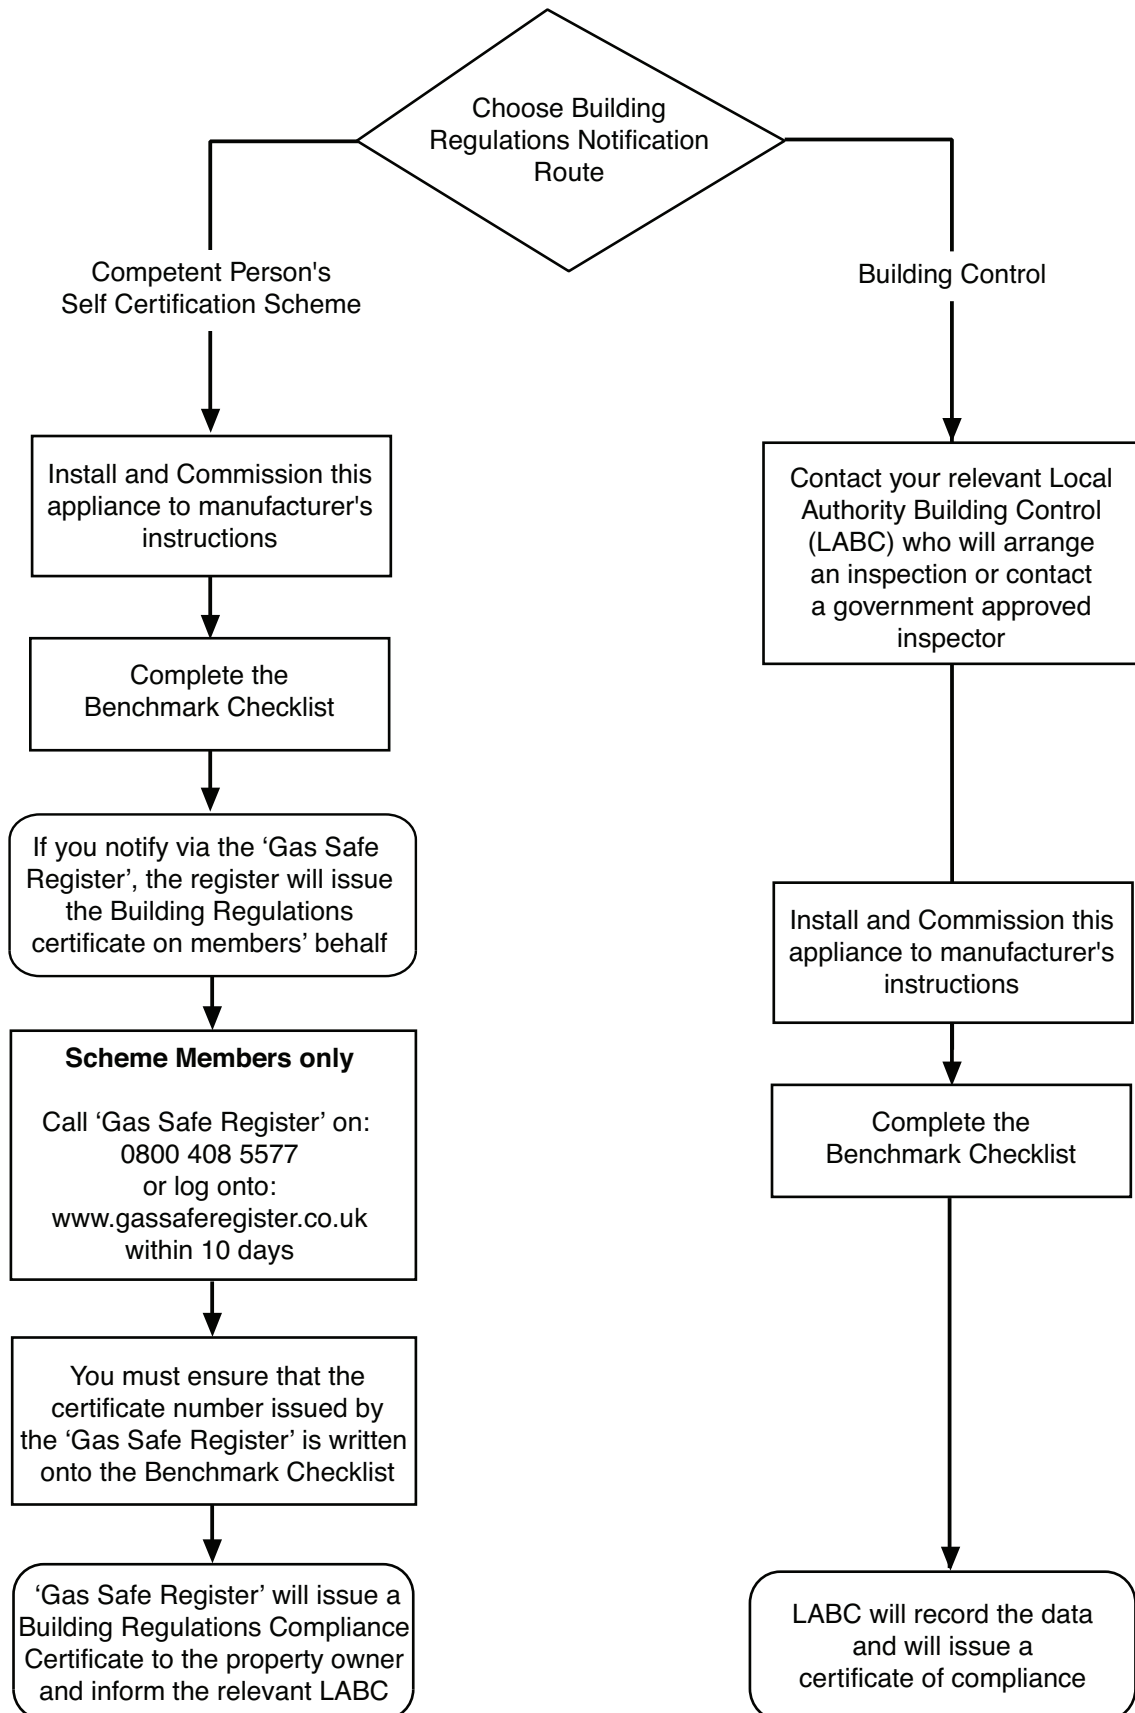 Choose Building
Regulations Notification
Route
Competent Person's
Self Certification Scheme
Building Control
Install and Commission this
appliance to manufacturer's
instructions
Complete the
Benchmark Checklist
If you notify via the ‘Gas Safe
Register’, the register will issue
the Building Regulations
certificate on members’ behalf
Scheme Members only
Call ‘Gas Safe Register’ on:
0800 408 5577
or log onto:
www.gassaferegister.co.uk
within 10 days
You must ensure that the
certificate number issued by
the ‘Gas Safe Register’ is written
onto the Benchmark Checklist
‘Gas Safe Register’ will issue a
Building Regulations Compliance
Certificate to the property owner
and inform the relevant LABC
Contact your relevant Local
Authority Building Control
(LABC) who will arrange
an inspection or contact
a government approved
inspector
Install and Commission this
appliance to manufacturer's
instructions
Complete the
Benchmark Checklist
LABC will record the data
and will issue a
certificate of compliance